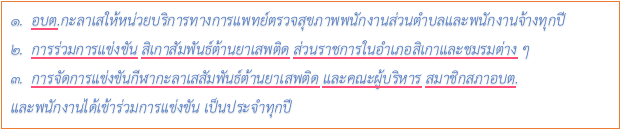 ๑. อบต.กะลาเสให้หน่วยบริการทางการแพทย์ตรวจสุขภาพพนักงานส่วนตำบลและพนักงานจ้างทุกปี
๒. การร่วมการแข่งขัน สิเกาสัมพันธ์ต้านยาเสพติด ส่วนราชการในอำเภอสิเกาและชมรมต่าง ๆ
๓. การจัดการแข่งขันกีฬากะลาเสสัมพันธ์ต้านยาเสพติด และคณะผู้บริหาร สมาชิกสภาอบต.
และพนักงานได้เข้าร่วมการแข่งขัน เป็นประจำทุกปี